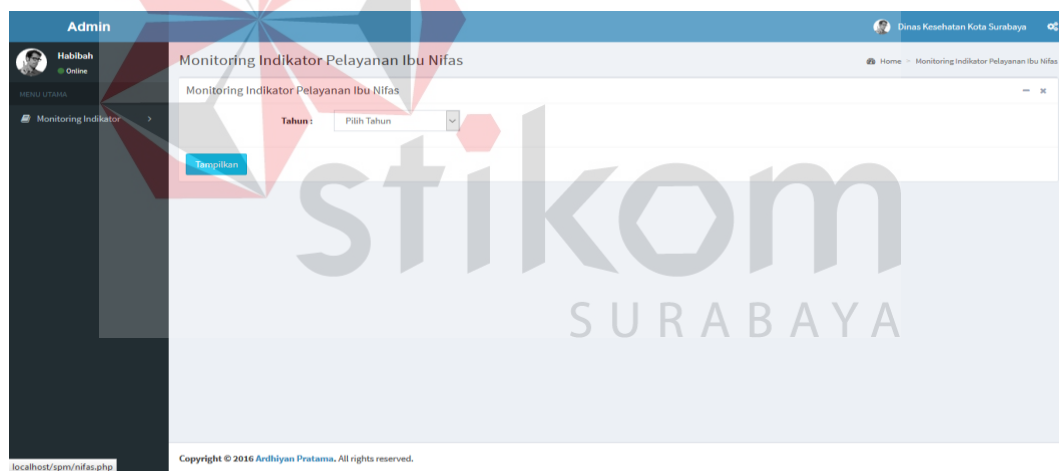 Admin
Dinas Kesehatan Kota Surabaya
Habibah
Online
MENU UTAMA
Monitoring Indikator
Monitoring Indikator Pelayanan Ibu Nifas
Home > Monitoring Indikator Pelayanan Ibu Nifas
Monitoring Indikator Pelayanan Ibu Nifas
Tahun :
Pilih Tahun
Tampilkan
stikom
SURABAYA
Copyright © 2016 Ardhiyan Pratama. All rights reserved.
localhost/spm/nifas.php